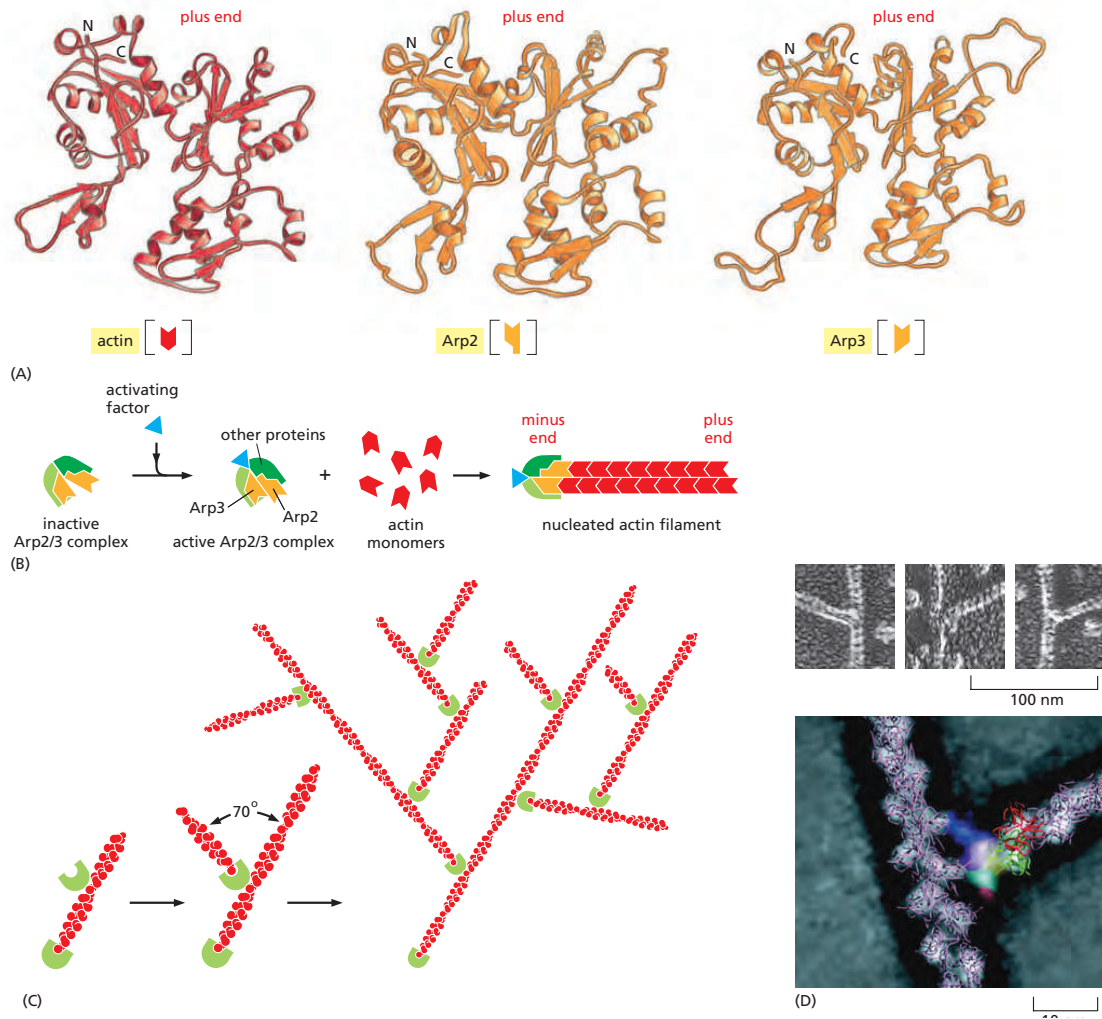 plus end
plus end
plus end
N
C
N
C
N
C
actin
Arp2
Arp3
(A)
activating
factor
other proteins
minus
end
plus
end
+
Arp3
Arp2
inactive
Arp2/3 complex
active Arp2/3 complex
actin
monomers
nucleated actin filament
(B)
100 nm
70°
(C)
(D)